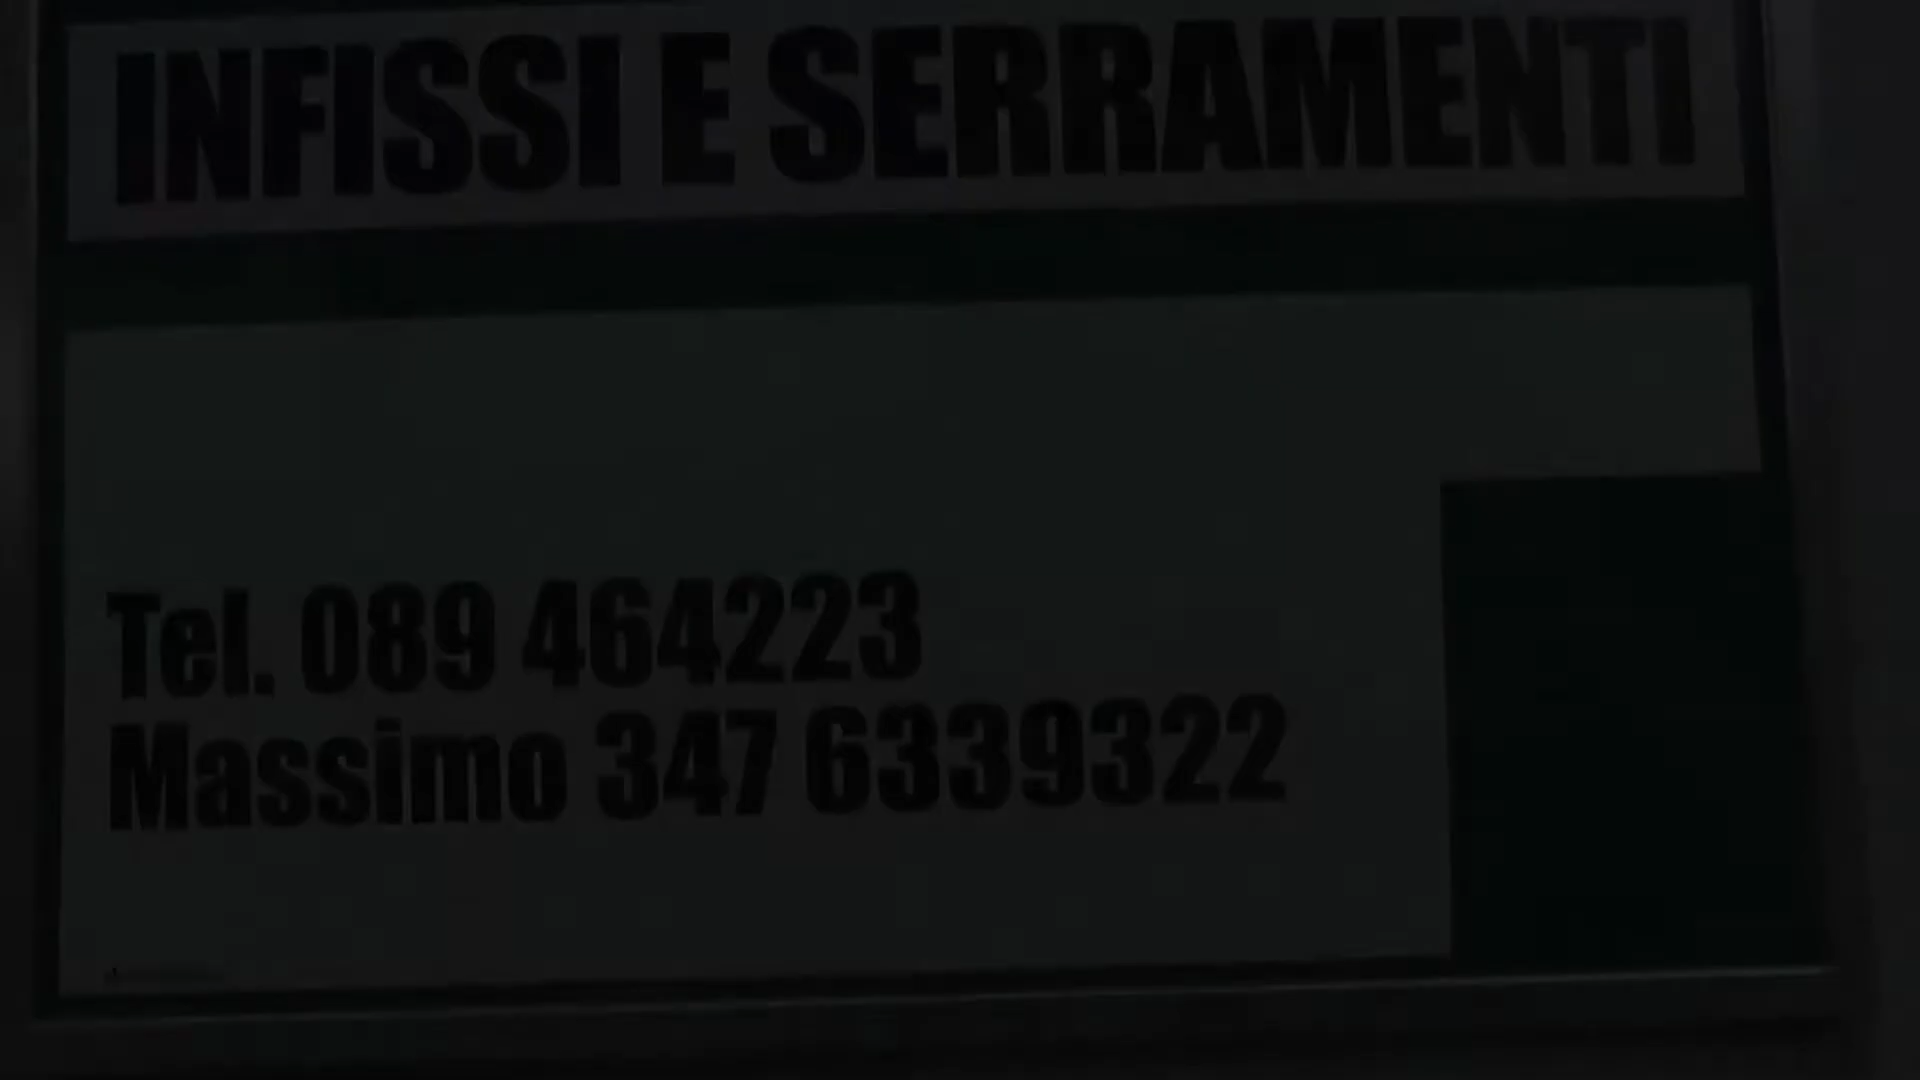 INFISSI E SERRAMENTI
Tel. 089 464223
Massimo 347 6339322